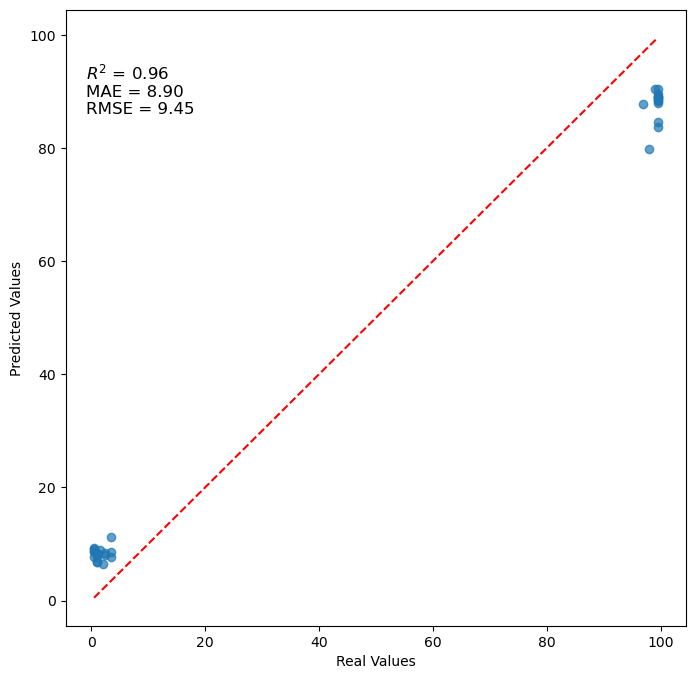 100
80
60
40
20
0
R² = 0.96
MAE = 8.90
RMSE = 9.45
Predicted Values
0 20 40 60 80 100
Real Values